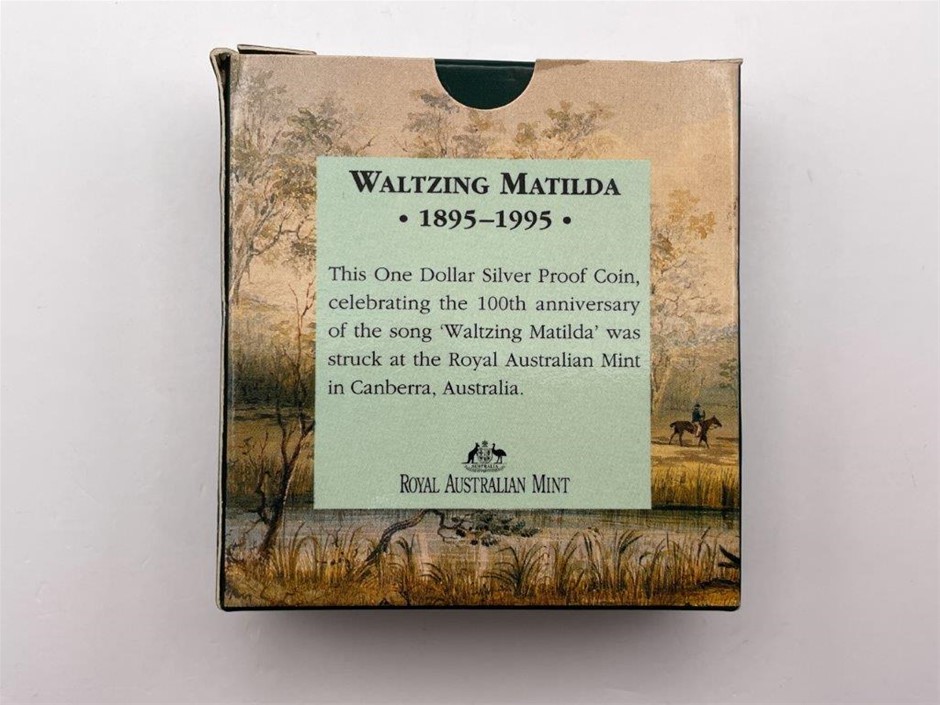 WALTZING MATILDA
• 1895–1995 •
This One Dollar Silver Proof Coin,
celebrating the 100th anniversary
of the song ‘Waltzing Matilda’ was
struck at the Royal Australian Mint
in Canberra, Australia.
AUSTRALIA
ROYAL AUSTRALIAN MINT